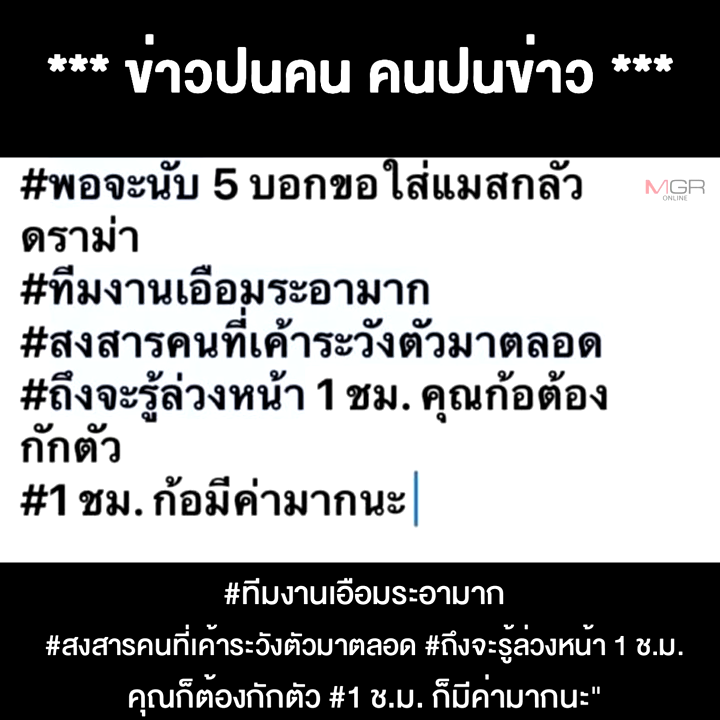 *** ข่าวปนคน คนปนข่าว ***
#พอจะนับ 5 บอกขอใส่แมสกลัว
MGR
ONLINE
ดราม่า
#ทีมงานเอือมระอามาก
#สงสารคนที่เค้าระวังตัวมาตลอด
#ถึงจะรู้ล่วงหน้า 1 ชม. คุณก้อต้อง
กักตัว
#1 ชม. ก้อมีค่ามากนะ
#ทีมงานเอือมระอามาก
#สงสารคนที่เค้าระวังตัวมาตลอด #ถึงจะรู้ล่วงหน้า 1 ช.ม.
คุณก็ต้องกักตัว #1 ช.ม. ก็มีค่ามากนะ"